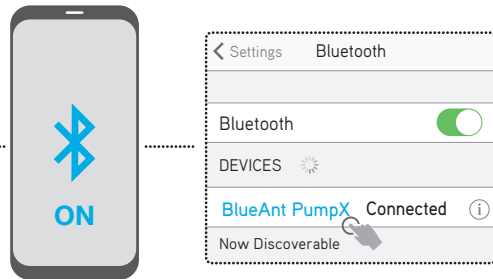 ON
Settings Bluetooth
Bluetooth
DEVICES
BlueAnt PumpX Connected i
Now Discoverable